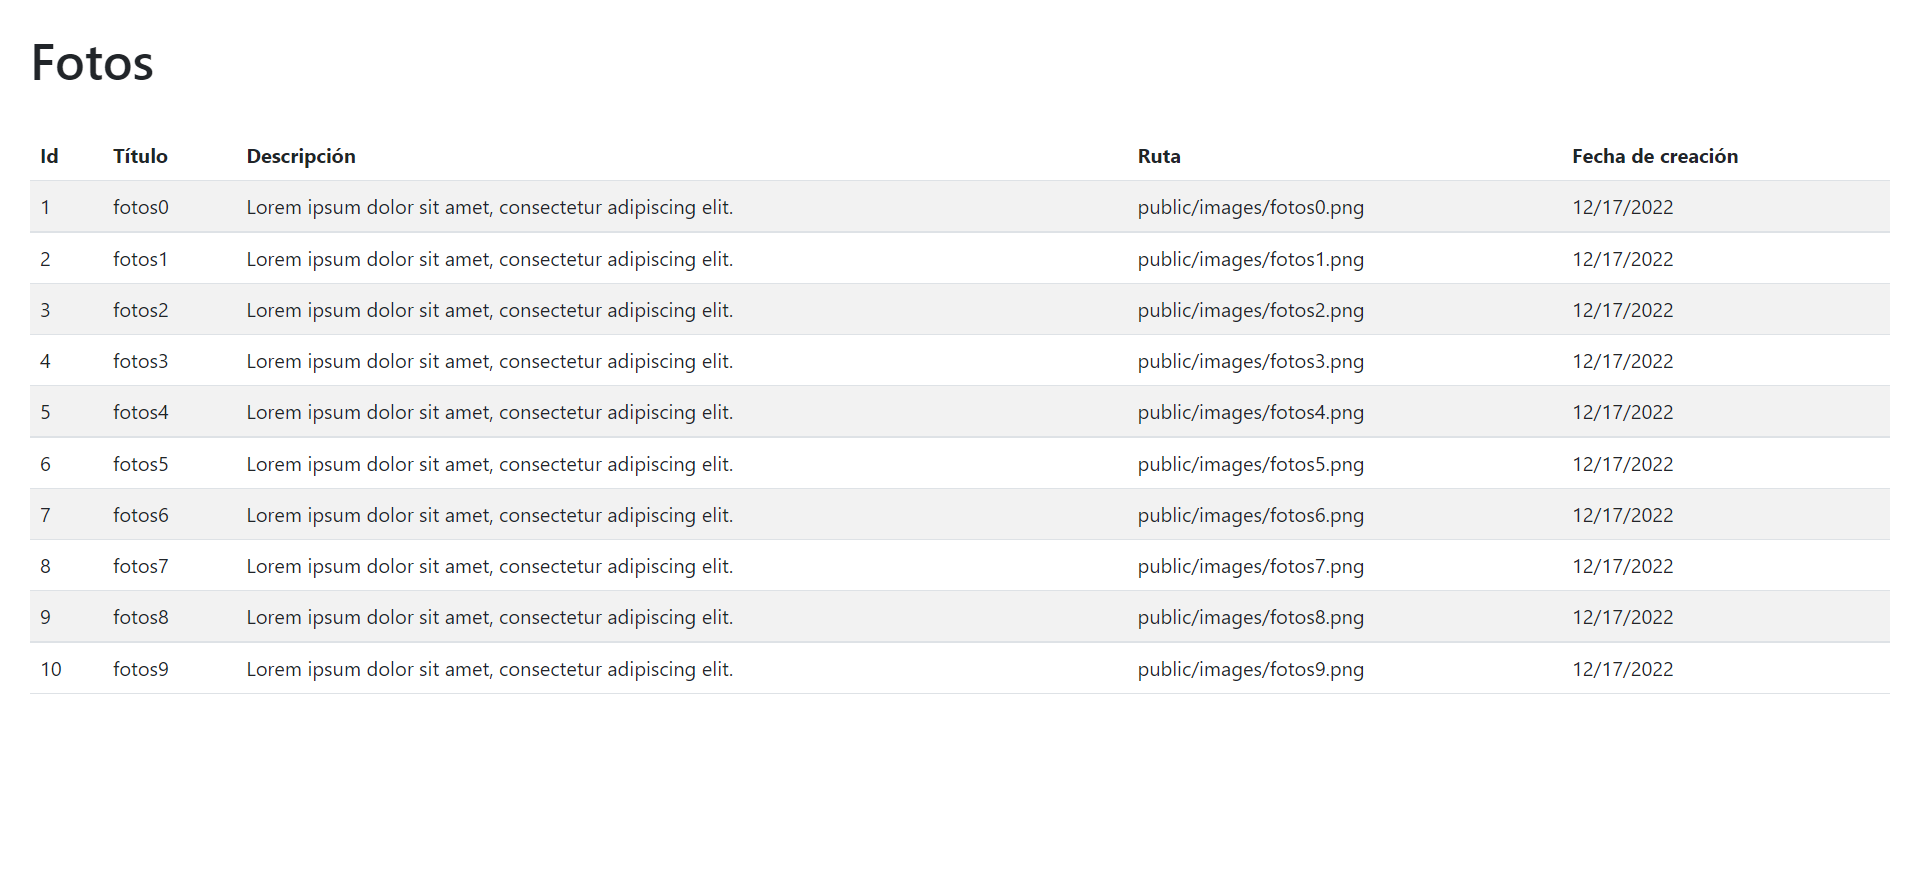 Fotos
Id Título Descripción Ruta Fecha de creación
1 fotos0 Lorem ipsum dolor sit amet, consectetur adipiscing elit. public/images/fotos0.png 12/17/2022
2 fotos1 Lorem ipsum dolor sit amet, consectetur adipiscing elit. public/images/fotos1.png 12/17/2022
3 fotos2 Lorem ipsum dolor sit amet, consectetur adipiscing elit. public/images/fotos2.png 12/17/2022
4 fotos3 Lorem ipsum dolor sit amet, consectetur adipiscing elit. public/images/fotos3.png 12/17/2022
5 fotos4 Lorem ipsum dolor sit amet, consectetur adipiscing elit. public/images/fotos4.png 12/17/2022
6 fotos5 Lorem ipsum dolor sit amet, consectetur adipiscing elit. public/images/fotos5.png 12/17/2022
7 fotos6 Lorem ipsum dolor sit amet, consectetur adipiscing elit. public/images/fotos6.png 12/17/2022
8 fotos7 Lorem ipsum dolor sit amet, consectetur adipiscing elit. public/images/fotos7.png 12/17/2022
9 fotos8 Lorem ipsum dolor sit amet, consectetur adipiscing elit. public/images/fotos8.png 12/17/2022
10 fotos9 Lorem ipsum dolor sit amet, consectetur adipiscing elit. public/images/fotos9.png 12/17/2022